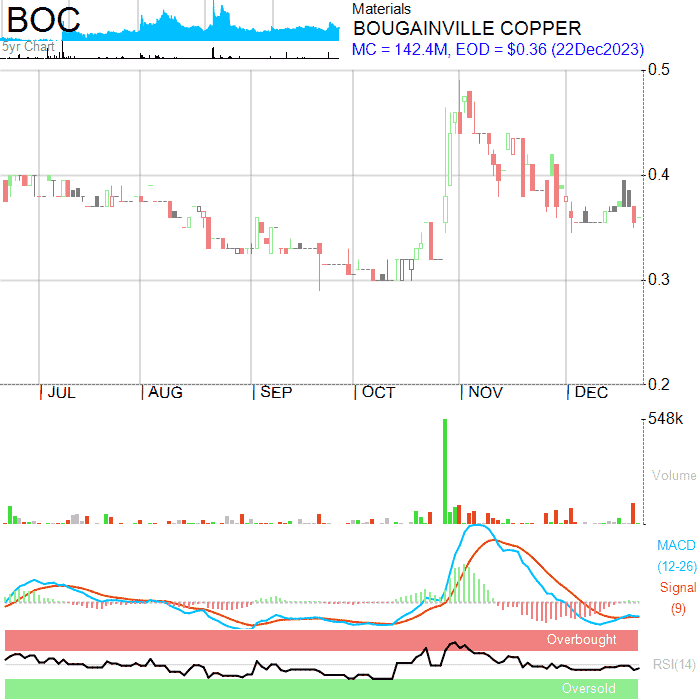 BOC
5yr Chart
Materials
BOUGAINVILLE COPPER
MC = 142.4M, EOD = $0.36 (22Dec2023)
0.5
0.4
0.3
0.2
JUL AUG SEP OCT NOV DEC
548k
Volume
MACD
(12-26)
Signal
(9)
Overbought
RSI(14)
Oversold